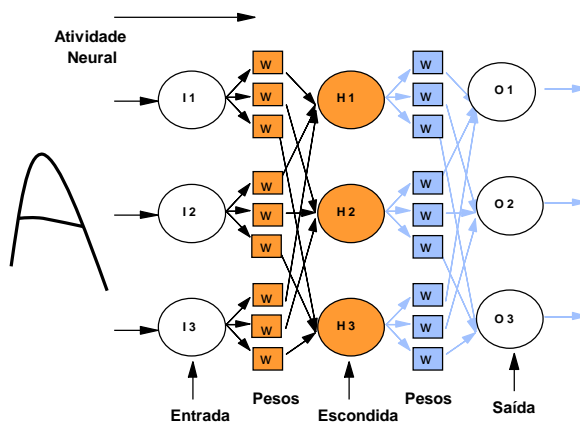 Atividade
Neural
W W
I 1 W H 1 W O 1
W W
W W
I 2 W H 2 W O 2
W W
W W
I 3 W H 3 W O 3
W W
Entrada Pesos Escondida Pesos Saída